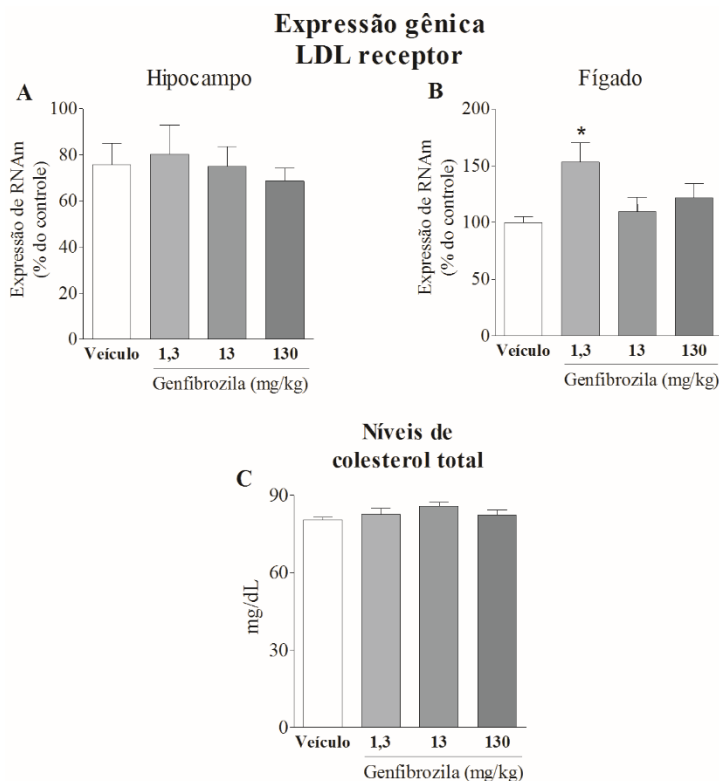 Expressão gênica
LDL receptor
A
Hipocampo
100
80
60
40
20
0
Expressão de RNAm
(% do controle)
Veículo
1,3
13
130
Genfibrozila (mg/kg)
B
Fígado
200
150
100
50
0
Expressão de RNAm
(% do controle)
*
Veículo
1,3
13
130
Genfibrozila (mg/kg)
Níveis de
colesterol total
C
90
60
30
0
mg/dL
Veículo
1,3
13
130
Genfibrozila (mg/kg)